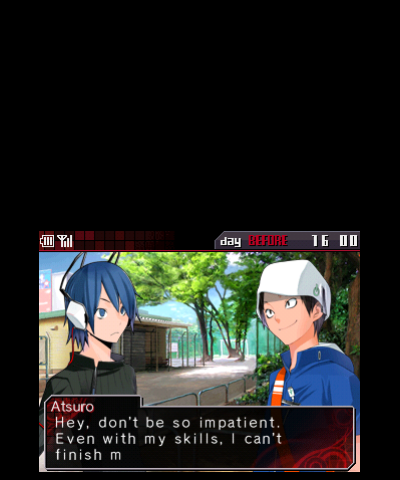 day BEFORE 16 00
Atsuro
Hey, don't be so impatient.
Even with my skills, I can't
finish m